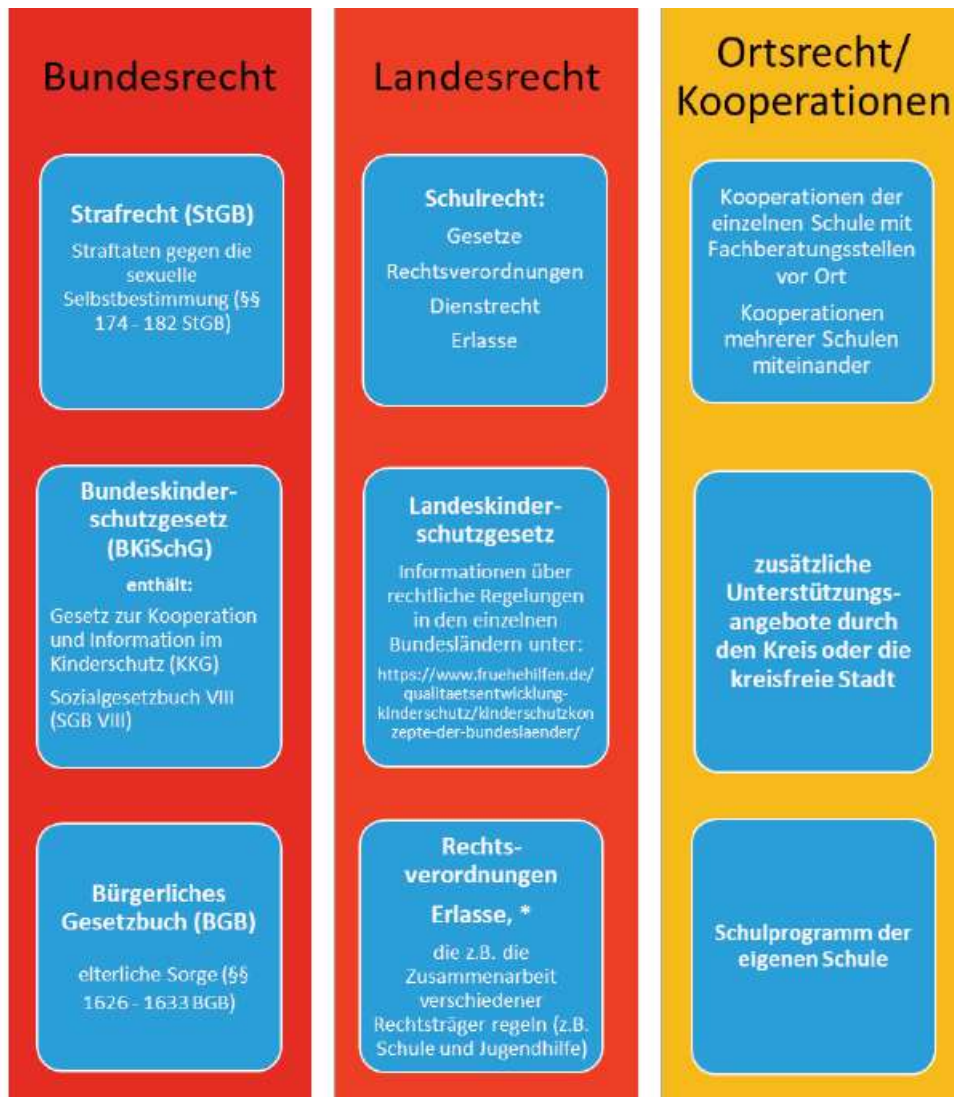 Bundesrecht
Strafrecht (StGB)
Straftaten gegen die
sexuelle
Selbstbestimmung (§§
174 - 182 StGB)
Bundeskinder-
schutzgesetz
(BKiSchG)
enthält:
Gesetz zur Kooperation
und Information im
Kinderschutz (KKG)
Sozialgesetzbuch VIII
(SGB VIII)
Bürgerliches
Gesetzbuch (BGB)
elterliche Sorge (§§
1626 - 1633 BGB)
Landesrecht
Schulrecht:
Gesetze
Rechtsverordnungen
Dienstrecht
Erlasse
Landeskinder-
schutzgesetz
Informationen über
rechtliche Regelungen
in den einzelnen
Bundesländern unter:
https://www.fruehehilfen.de/
qualitaetsentwicklung-
kinderschutz/kinderschutzkon
zepte-der-bundeslaender/
Rechts-
verordnungen
Erlasse, *
die z.B. die
Zusammenarbeit
verschiedener
Rechtsträger regeln (z.B.
Schule und Jugendhilfe)
Ortsrecht/
Kooperationen
Kooperationen der
einzelnen Schule mit
Fachberatungsstellen
vor Ort
Kooperationen
mehrerer Schulen
miteinander
zusätzliche
Unterstützungs-
angebote durch
den Kreis oder die
kreisfreie Stadt
Schulprogramm der
eigenen Schule